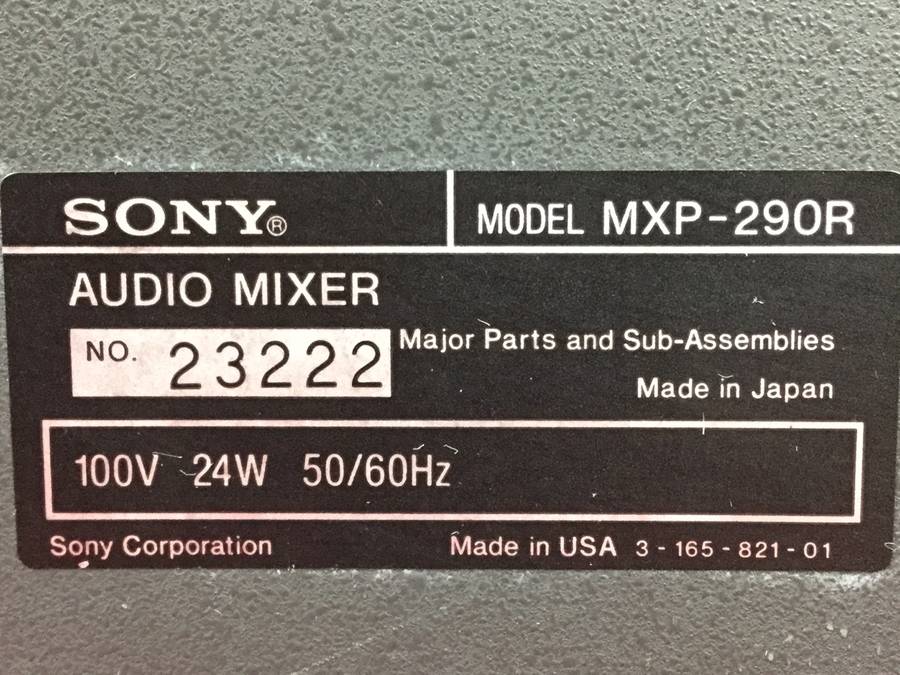 SONY® MODEL MXP-290R
AUDIO MIXER
NO. 23222 Major Parts and Sub-Assemblies
Made in Japan
100V 24W 50/60Hz
Sony Corporation Made in USA 3-165-821-01